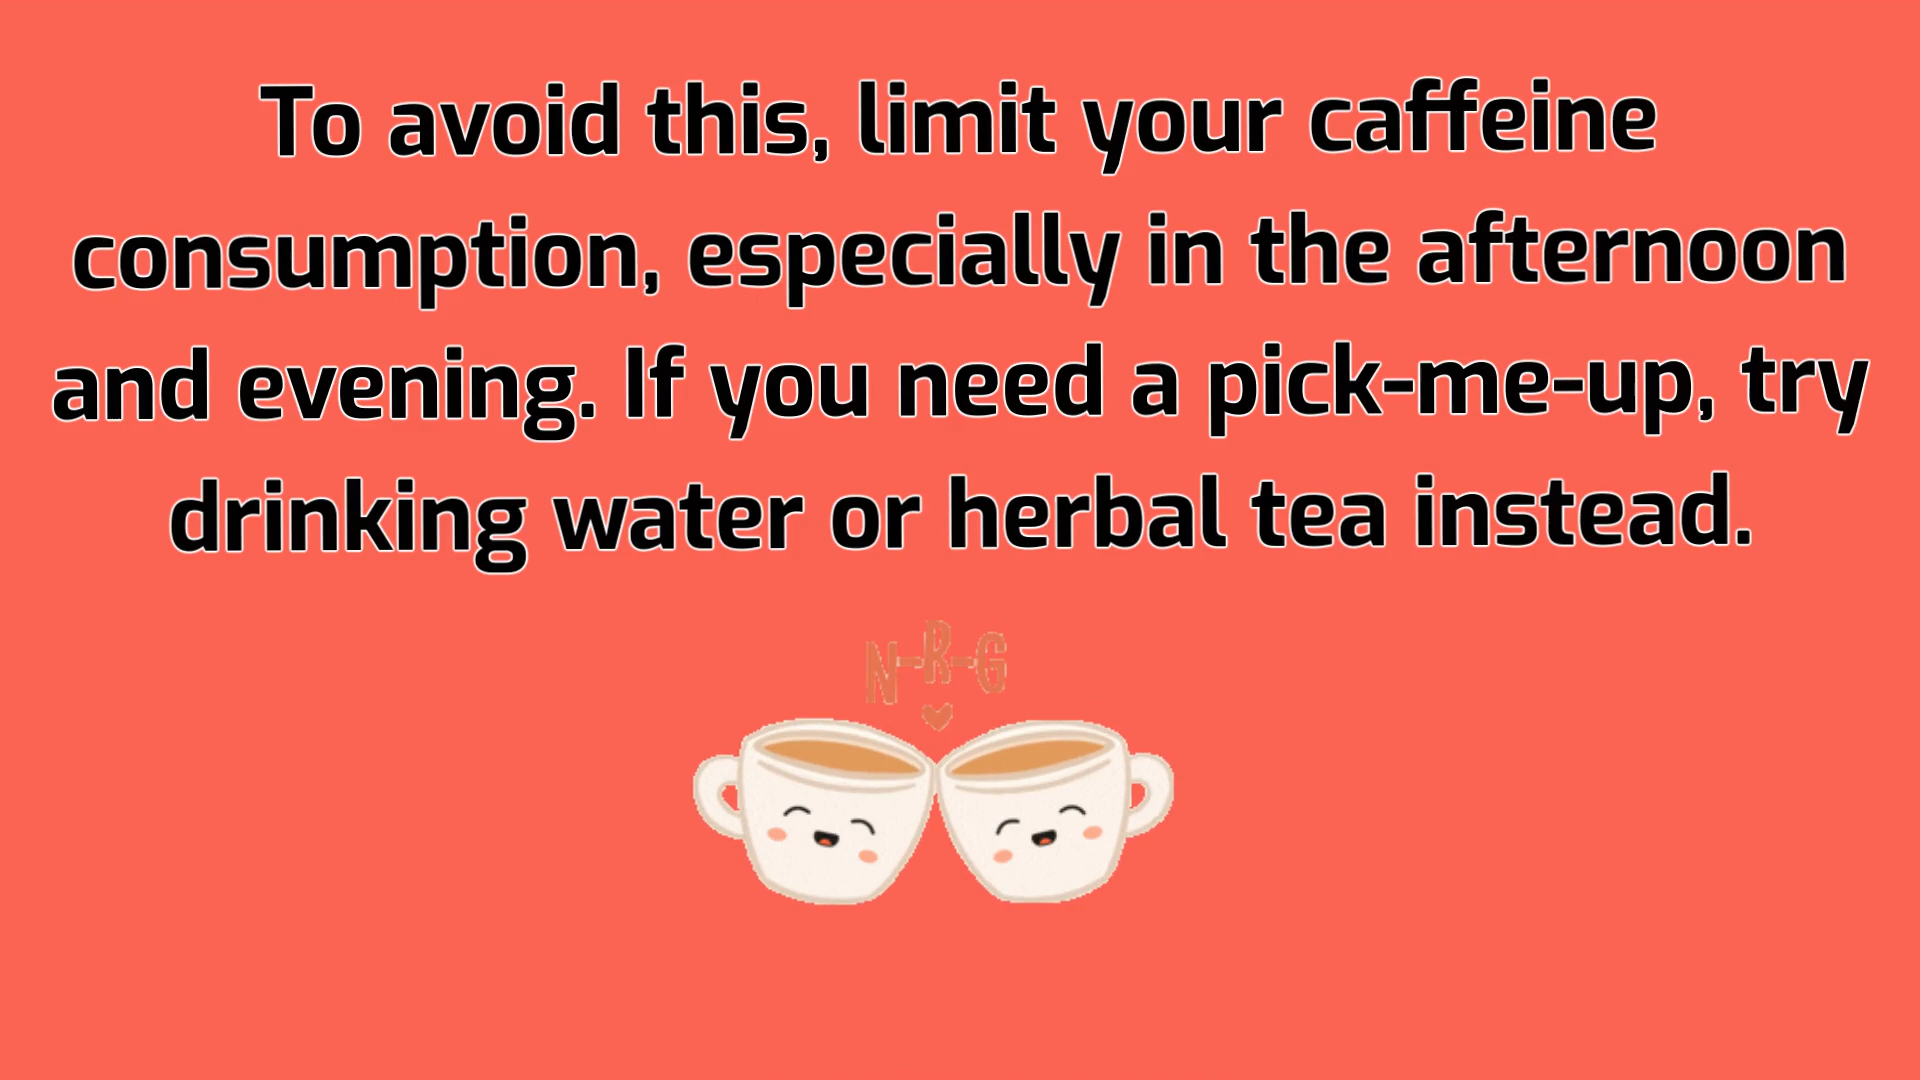 To avoid this, limit your caffeine
consumption, especially in the afternoon
and evening. If you need a pick-me-up, try
drinking water or herbal tea instead.
N-R-G